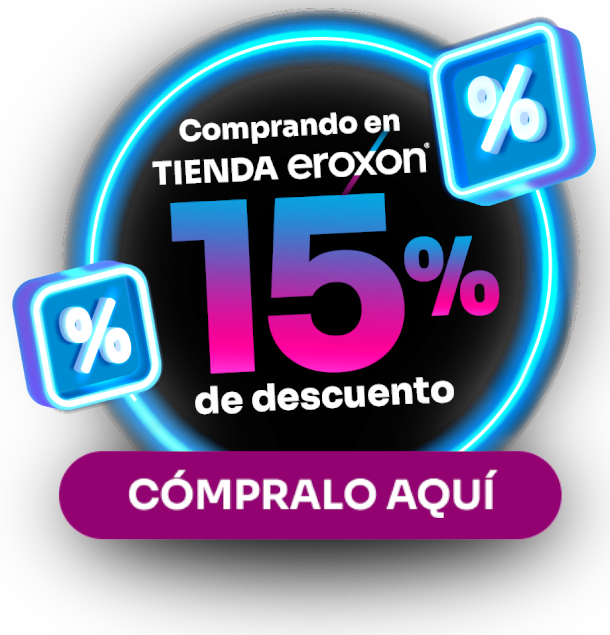 %
Comprando en
TIENDA eroxon®
15%
%
de descuento
CÓMPRALO AQUÍ